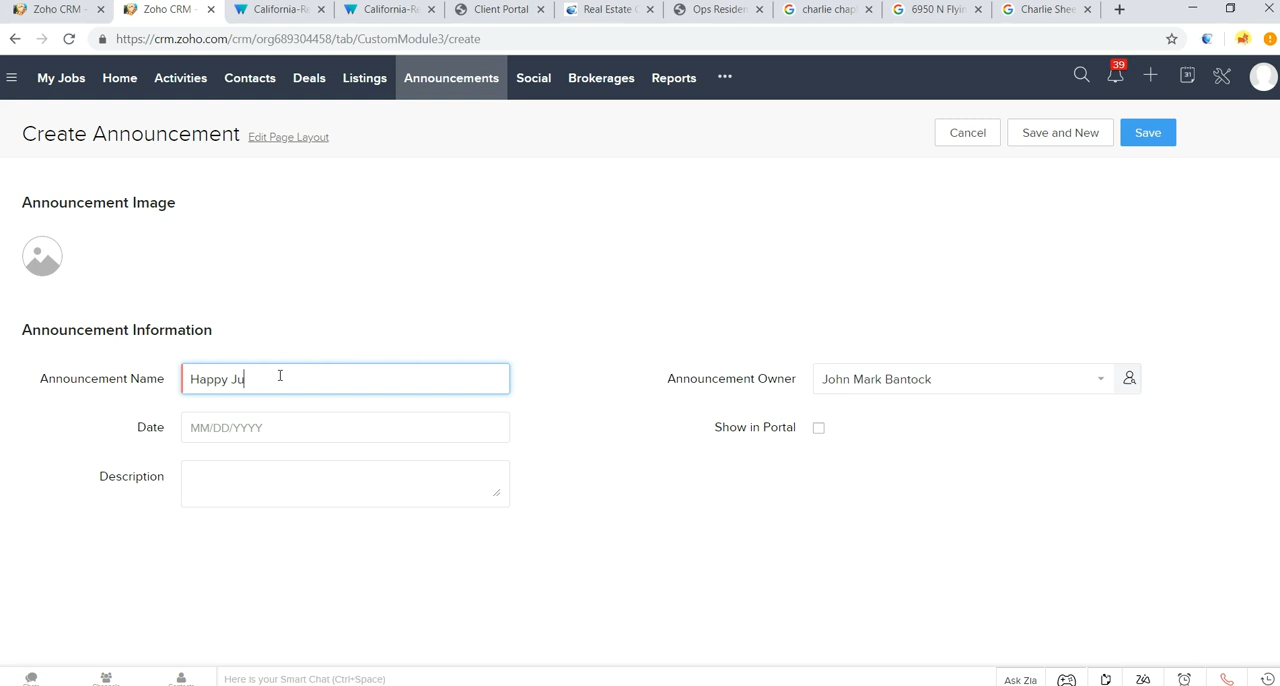 Zoho CRM - Zoho CRM - California-Re California-Re Client Portal Real Estate C Ops Residen charlie chap 6950 N Flyin Charlie Shee
https://crm.zoho.com/crm/org689304458/tab/CustomModule3/create
My Jobs Home Activities Contacts Deals Listings Announcements Social Brokerages Reports ••• 39 31
Create Announcement Edit Page Layout Cancel Save and New Save
Announcement Image
Announcement Information
Announcement Name Happy Ju Announcement Owner John Mark Bantock
Date MM/DD/YYYY Show in Portal
Description
Here is your Smart Chat (Ctrl+Space) Ask Zia